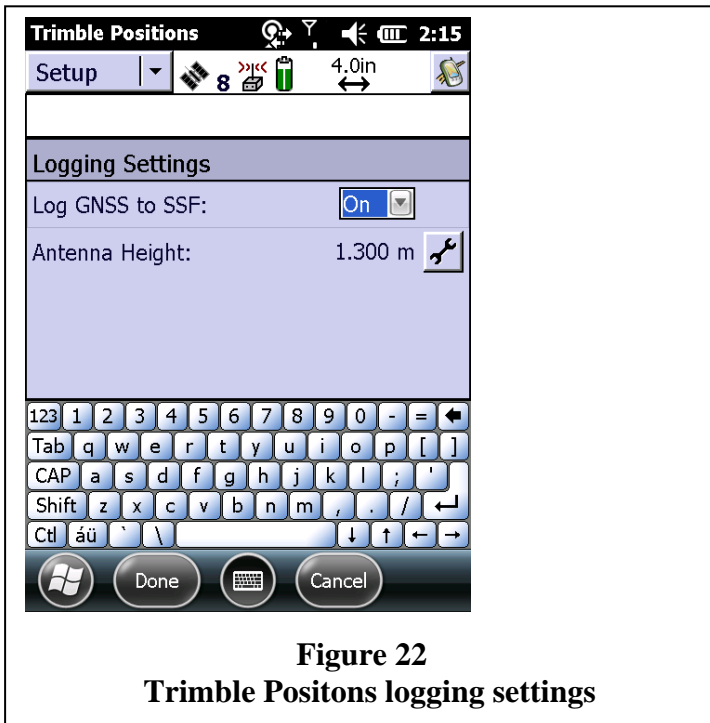 Trimble Positions 2:15
Setup 8 4.0in
Logging Settings
Log GNSS to SSF: On
Antenna Height: 1.300 m
123 1 2 3 4 5 6 7 8 9 0 - =
Tab q w e r t y u i o p [ ]
CAP a s d f g h j k l ; '
Shift z x c v b n m , . /
Ctl áü ` \
Done Cancel
Figure 22
Trimble Positons logging settings